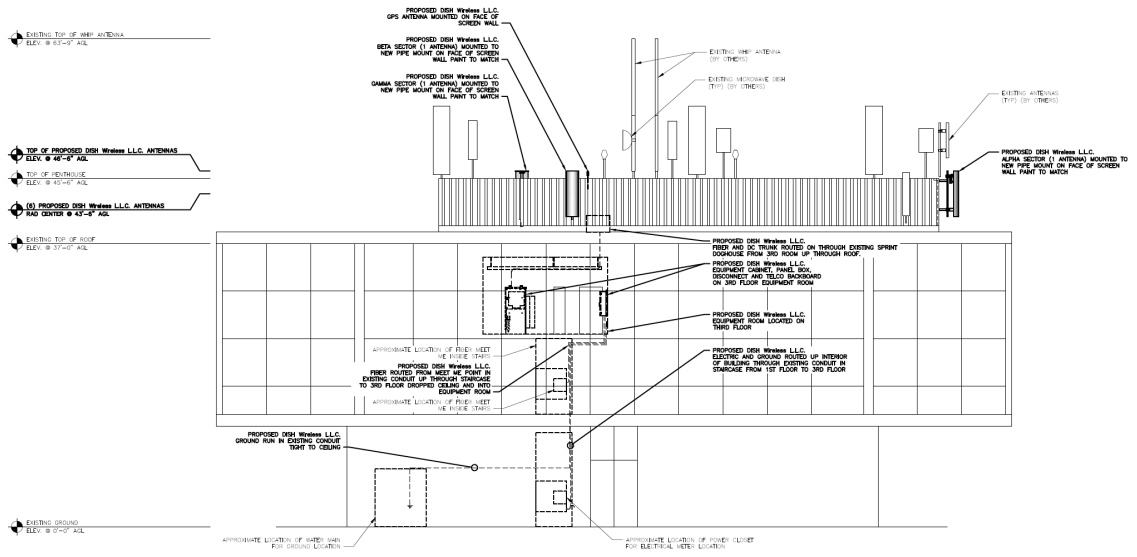 EXISTING TOP OF WHIP ANTENNA
ELEV. @ 63'-9" AGL
TOP OF PROPOSED DISH Wireless L.L.C. ANTENNAS
ELEV. @ 46'-6" AGL
TOP OF PENTHOUSE
ELEV. @ 45'-6" AGL
(6) PROPOSED DISH Wireless L.L.C. ANTENNAS
RAD CENTER @ 43'-6" AGL
EXISTING TOP OF ROOF
ELEV. @ 37'-0" AGL
EXISTING GROUND
ELEV. @ 0'-0" AGL
PROPOSED DISH Wireless L.L.C.
GPS ANTENNA MOUNTED ON FACE OF
SCREEN WALL
PROPOSED DISH Wireless L.L.C.
BETA SECTOR (1 ANTENNA) MOUNTED TO
NEW PIPE MOUNT ON FACE OF SCREEN
WALL PAINT TO MATCH
PROPOSED DISH Wireless L.L.C.
GAMMA SECTOR (1 ANTENNA) MOUNTED TO
NEW PIPE MOUNT ON FACE OF SCREEN
WALL PAINT TO MATCH
EXISTING WHIP ANTENNA
(BY OTHERS)
EXISTING MICROWAVE DISH
(TYP) (BY OTHERS)
EXISTING ANTENNAS
(TYP) (BY OTHERS)
PROPOSED DISH Wireless L.L.C.
ALPHA SECTOR (1 ANTENNA) MOUNTED TO
NEW PIPE MOUNT ON FACE OF SCREEN
WALL PAINT TO MATCH
PROPOSED DISH Wireless L.L.C.
FIBER AND DC TRUNK ROUTED ON THROUGH EXISTING SPRINT
DOGHOUSE FROM 3RD ROOM UP THROUGH ROOF.
PROPOSED DISH Wireless L.L.C.
EQUIPMENT CABINET, PANEL BOX,
DISCONNECT AND TELCO BACKBOARD
ON 3RD FLOOR EQUIPMENT ROOM
PROPOSED DISH Wireless L.L.C.
EQUIPMENT ROOM LOCATED ON
THIRD FLOOR
PROPOSED DISH Wireless L.L.C.
ELECTRIC AND GROUND ROUTED UP INTERIOR
OF BUILDING THROUGH EXISTING CONDUIT IN
STAIRCASE FROM 1ST FLOOR TO 3RD FLOOR
APPROXIMATE LOCATION OF FIBER MEET
ME INSIDE STAIRS
PROPOSED DISH Wireless L.L.C.
FIBER ROUTED FROM MEET ME POINT IN
EXISTING CONDUIT UP THROUGH STAIRCASE
TO 3RD FLOOR DROPPED CEILING AND INTO
EQUPMENT ROOM
APPROXIMATE LOCATION OF FIBER MEET
ME INSIDE STAIRS
PROPOSED DISH Wireless L.L.C.
GROUND RUN IN EXISTING CONDUIT
TIGHT TO CEILING
APPROXIMATE LOCATION OF WATER MAIN
FOR GROUND LOCATION
APPROXIMATE LOCATION OF POWER CLOSET
FOR ELECTRICAL METER LOCATION